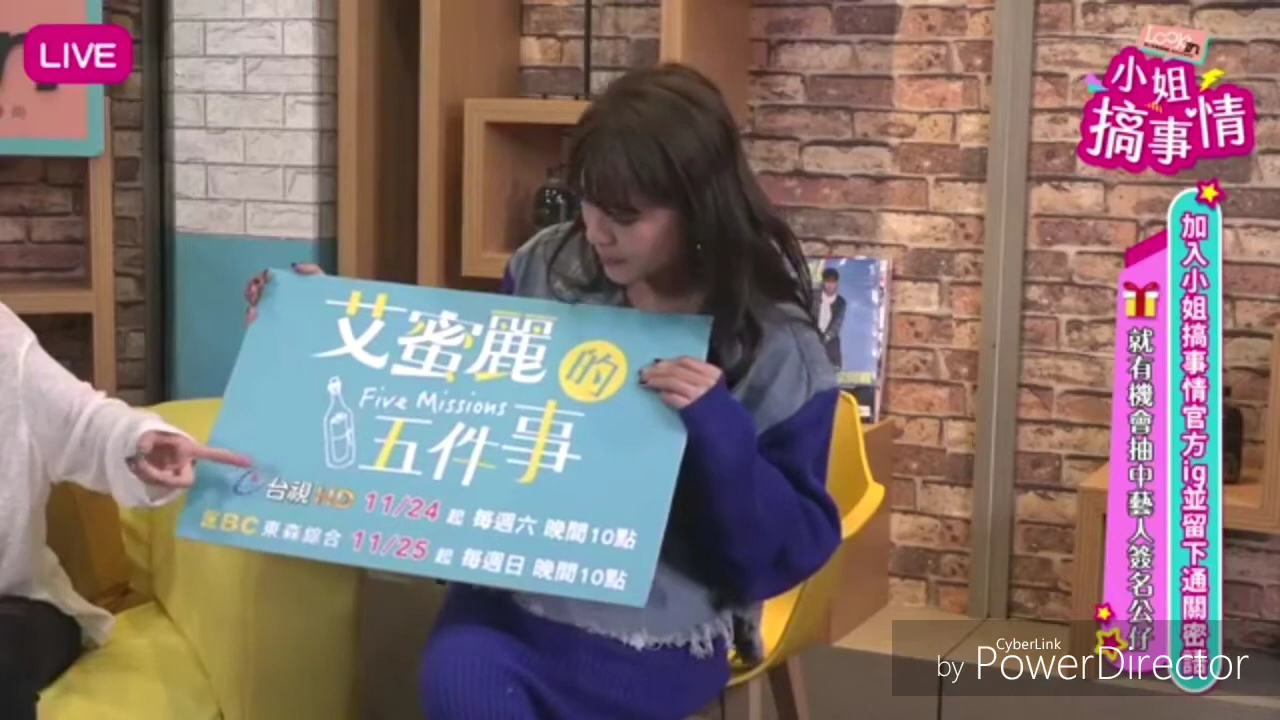 LIVE
Look in
小姐
搞事情
加入小姐搞事情官方ig並留下通關密語
就有機會抽中藝人簽名公仔
艾蜜麗的
Five Missions
五件事
台視HD 11/24 起 每週六 晚間10點
EBC 東森綜合 11/25 起 每週日 晚間10點
CyberLink
by PowerDirector